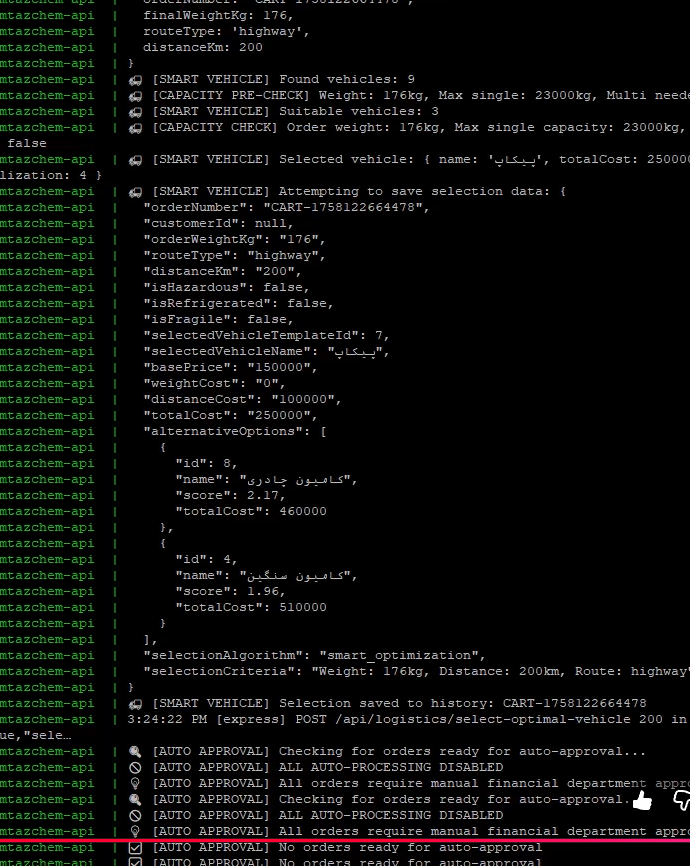 mtazchem-api | orderNumber: "CART-1758122664478",
mtazchem-api | finalWeightKg: 176,
mtazchem-api | routeType: 'highway',
mtazchem-api | distanceKm: 200
mtazchem-api | }
mtazchem-api | 🚛 [SMART VEHICLE] Found vehicles: 9
mtazchem-api | 🚛 [CAPACITY PRE-CHECK] Weight: 176kg, Max single: 23000kg, Multi neede
mtazchem-api | 🚛 [SMART VEHICLE] Suitable vehicles: 3
mtazchem-api | 🚛 [CAPACITY CHECK] Order weight: 176kg, Max single capacity: 23000kg,
false
mtazchem-api | 🚛 [SMART VEHICLE] Selected vehicle: { name: 'پیکاپ', totalCost: 250000
lization: 4 }
mtazchem-api | 🚛 [SMART VEHICLE] Attempting to save selection data: {
mtazchem-api | "orderNumber": "CART-1758122664478",
mtazchem-api | "customerId": null,
mtazchem-api | "orderWeightKg": "176",
mtazchem-api | "routeType": "highway",
mtazchem-api | "distanceKm": "200",
mtazchem-api | "isHazardous": false,
mtazchem-api | "isRefrigerated": false,
mtazchem-api | "isFragile": false,
mtazchem-api | "selectedVehicleTemplateId": 7,
mtazchem-api | "selectedVehicleName": "پیکاپ",
mtazchem-api | "basePrice": "150000",
mtazchem-api | "weightCost": "0",
mtazchem-api | "distanceCost": "100000",
mtazchem-api | "totalCost": "250000",
mtazchem-api | "alternativeOptions": [
mtazchem-api | {
mtazchem-api | "id": 8,
mtazchem-api | "name": "کامیون چادری",
mtazchem-api | "score": 2.17,
mtazchem-api | "totalCost": 460000
mtazchem-api | },
mtazchem-api | {
mtazchem-api | "id": 4,
mtazchem-api | "name": "کامیون سنگین",
mtazchem-api | "score": 1.96,
mtazchem-api | "totalCost": 510000
mtazchem-api | }
mtazchem-api | ],
mtazchem-api | "selectionAlgorithm": "smart_optimization",
mtazchem-api | "selectionCriteria": "Weight: 176kg, Distance: 200km, Route: highway"
mtazchem-api | }
mtazchem-api | 🚛 [SMART VEHICLE] Selection saved to history: CART-1758122664478
mtazchem-api | 3:24:22 PM [express] POST /api/logistics/select-optimal-vehicle 200 in
ue,"sele…
mtazchem-api | 🔍 [AUTO APPROVAL] Checking for orders ready for auto-approval...
mtazchem-api | 🚫 [AUTO APPROVAL] ALL AUTO-PROCESSING DISABLED
mtazchem-api | 💡 [AUTO APPROVAL] All orders require manual financial department appro
mtazchem-api | 🔍 [AUTO APPROVAL] Checking for orders ready for auto-approval.
mtazchem-api | 🚫 [AUTO APPROVAL] ALL AUTO-PROCESSING DISABLED
mtazchem-api | 💡 [AUTO APPROVAL] All orders require manual financial department appro
mtazchem-api | ☑ [AUTO APPROVAL] No orders ready for auto-approval
mtazchem-api | ☑ [AUTO APPROVAL] No orders ready for auto-approval